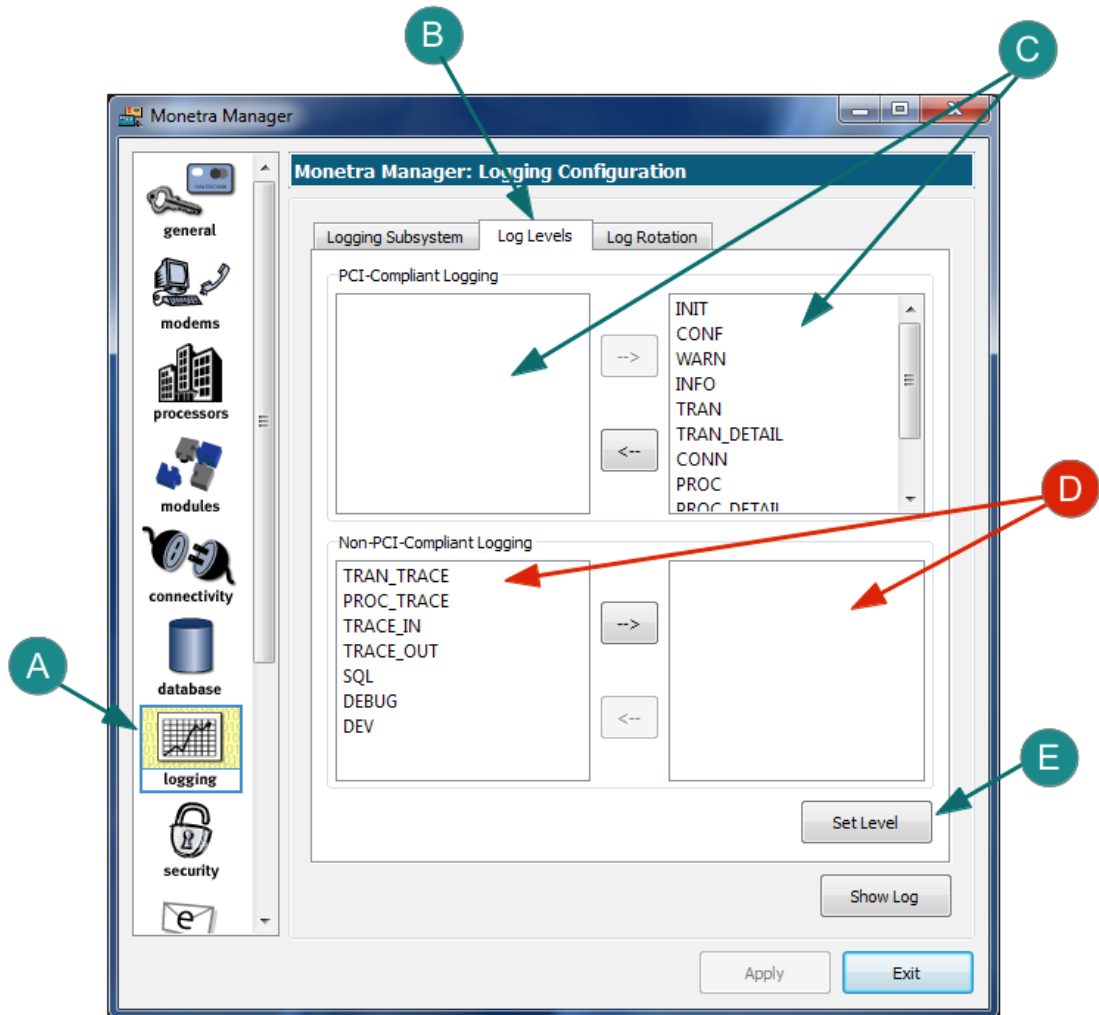 B
C
Monetra Manager
Monetra Manager: Logging Configuration
general
modems
processors
modules
connectivity
database
A
logging
security
e
Logging Subsystem
Log Levels
Log Rotation
PCI-Compliant Logging
-->
<--
INIT
CONF
WARN
INFO
TRAN
TRAN_DETAIL
CONN
PROC
PROC_DETAIL
D
Non-PCI-Compliant Logging
TRAN_TRACE
PROC_TRACE
TRACE_IN
TRACE_OUT
SQL
DEBUG
DEV
-->
<--
E
Set Level
Show Log
Apply
Exit